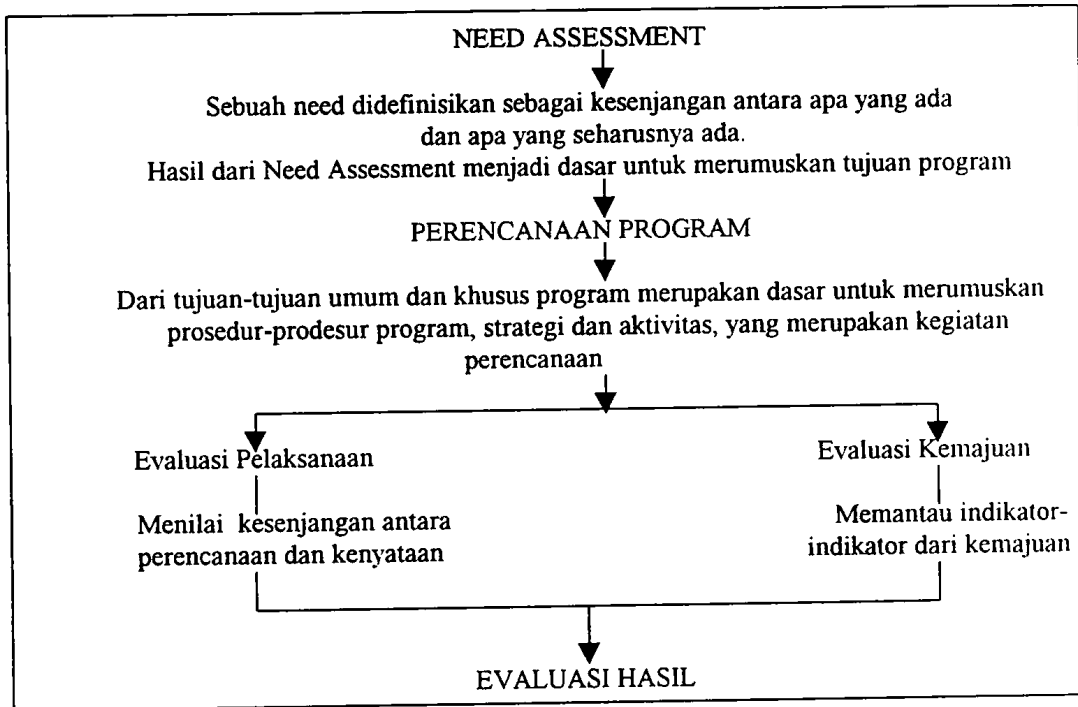 NEED ASSESSMENT
Sebuah need didefinisikan sebagai kesenjangan antara apa yang ada
dan apa yang seharusnya ada.
Hasil dari Need Assessment menjadi dasar untuk merumuskan tujuan program
PERENCANAAN PROGRAM
Dari tujuan-tujuan umum dan khusus program merupakan dasar untuk merumuskan
prosedur-prodesur program, strategi dan aktivitas, yang merupakan kegiatan
perencanaan
Evaluasi Pelaksanaan
Menilai kesenjangan antara
perencanaan dan kenyataan
Evaluasi Kemajuan
Memantau indikator-
indikator dari kemajuan
EVALUASI HASIL